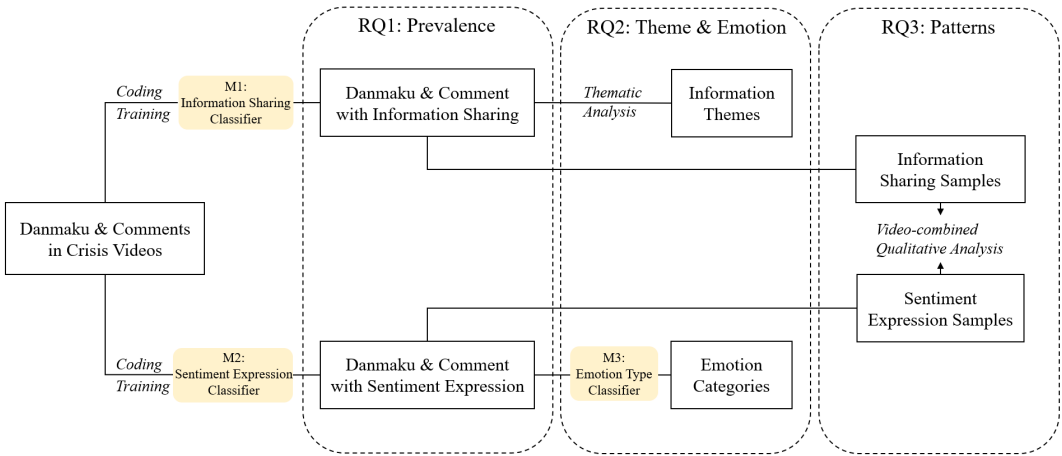 RQ1: Prevalence
RQ2: Theme & Emotion
RQ3: Patterns
Coding
Training
M1:
Information Sharing
Classifier
Danmaku & Comment
with Information Sharing
Thematic
Analysis
Information
Themes
Information
Sharing Samples
Danmaku & Comments
in Crisis Videos
Video-combined
Qualitative Analysis
Sentiment
Expression Samples
Coding
Training
M2:
Sentiment Expression
Classifier
Danmaku & Comment
with Sentiment Expression
M3:
Emotion Type
Classifier
Emotion
Categories